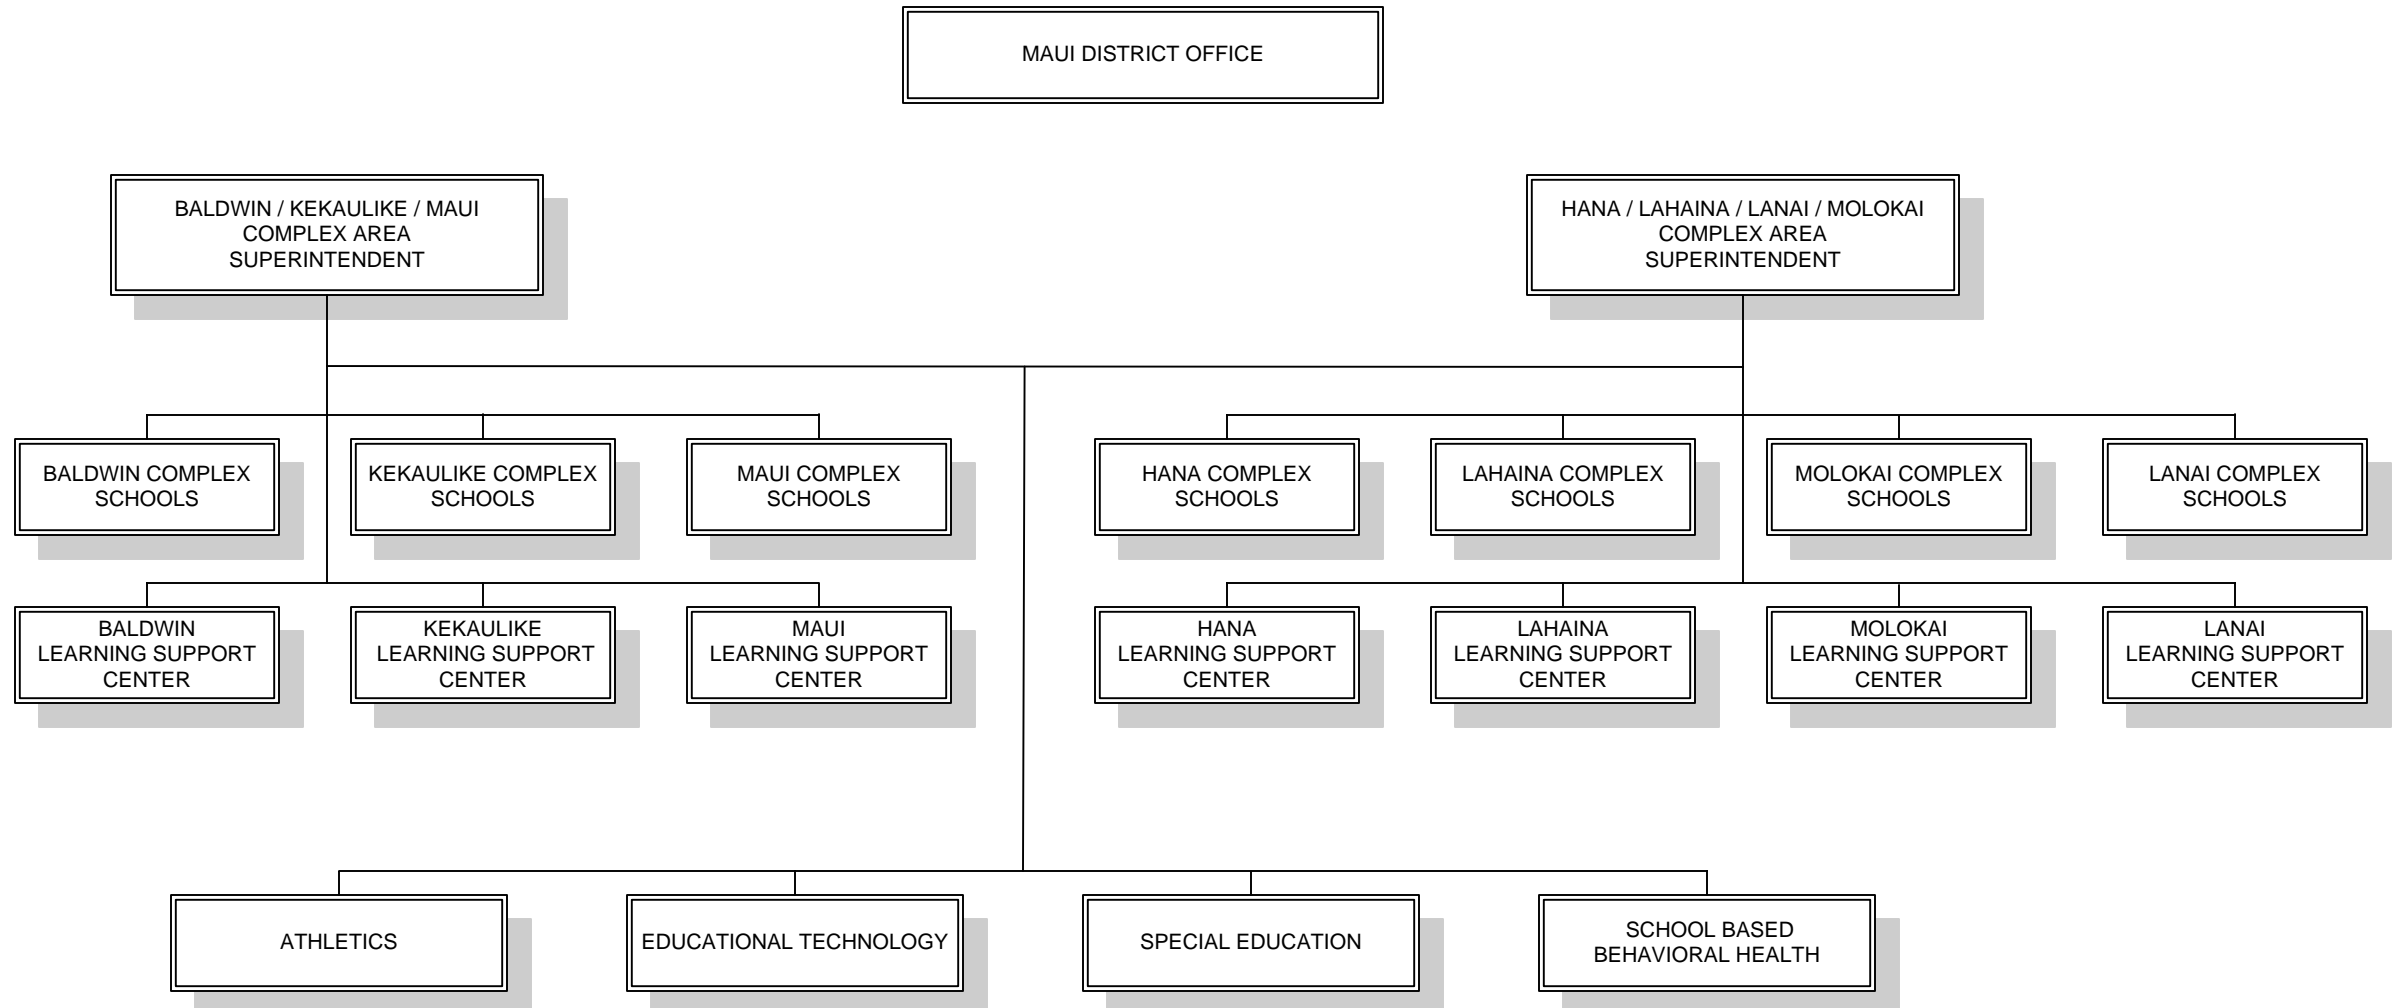 MAUI DISTRICT OFFICE
BALDWIN / KEKAULIKE / MAUI
COMPLEX AREA
SUPERINTENDENT
HANA / LAHAINA / LANAI / MOLOKAI
COMPLEX AREA
SUPERINTENDENT
BALDWIN COMPLEX
SCHOOLS
KEKAULIKE COMPLEX
SCHOOLS
MAUI COMPLEX
SCHOOLS
HANA COMPLEX
SCHOOLS
LAHAINA COMPLEX
SCHOOLS
MOLOKAI COMPLEX
SCHOOLS
LANAI COMPLEX
SCHOOLS
BALDWIN
LEARNING SUPPORT
CENTER
KEKAULIKE
LEARNING SUPPORT
CENTER
MAUI
LEARNING SUPPORT
CENTER
HANA
LEARNING SUPPORT
CENTER
LAHAINA
LEARNING SUPPORT
CENTER
MOLOKAI
LEARNING SUPPORT
CENTER
LANAI
LEARNING SUPPORT
CENTER
ATHLETICS
EDUCATIONAL TECHNOLOGY
SPECIAL EDUCATION
SCHOOL BASED
BEHAVIORAL HEALTH